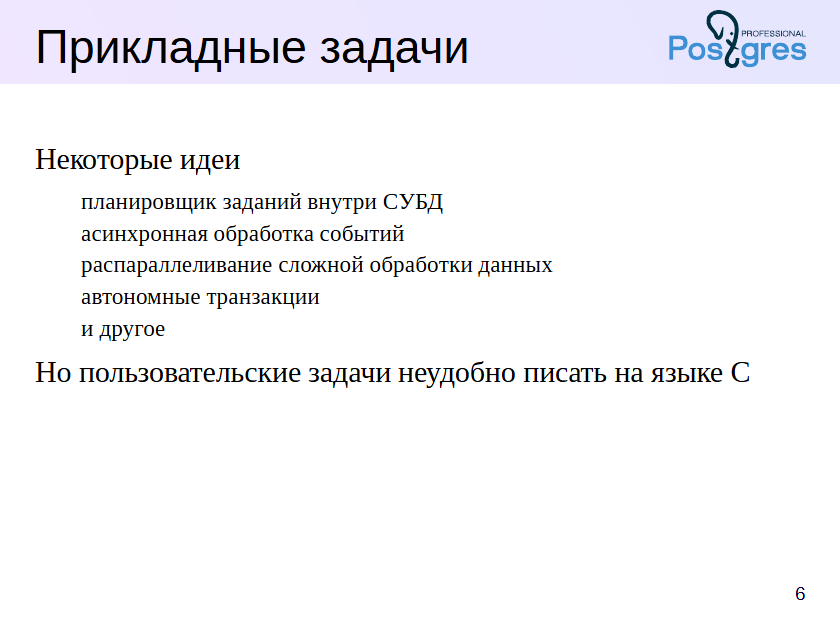 Прикладные задачи
PROFESSIONAL
Postgres
Некоторые идеи
планировщик заданий внутри СУБД
асинхронная обработка событий
распараллеливание сложной обработки данных
автономные транзакции
и другое
Но пользовательские задачи неудобно писать на языке C
6